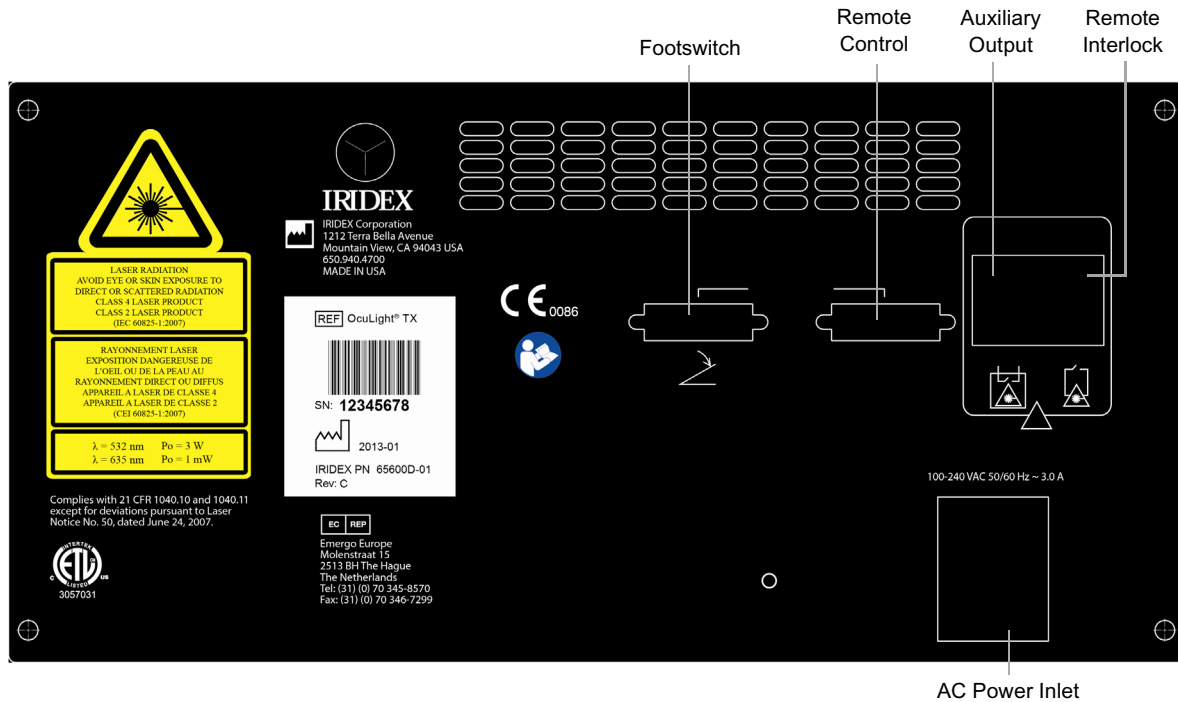 Footswitch
Remote
Control
Auxiliary
Output
Remote
Interlock
IRIDEX
IRIDEX Corporation
1212 Terra Bella Avenue
Mountain View, CA 94043 USA
650.940.4700
MADE IN USA
LASER RADIATION
AVOID EYE OR SKIN EXPOSURE TO
DIRECT OR SCATTERED RADIATION
CLASS 4 LASER PRODUCT
CLASS 2 LASER PRODUCT
(IEC 60825-1:2007)
RAYONNEMENT LASER
EXPOSITION DANGEREUSE DE
L'OEIL OU DE LA PEAU AU
RAYONNEMENT DIRECT OU DIFFUS
APPAREIL A LASER DE CLASSE 4
APPAREIL A LASER DE CLASSE 2
(CEI 60825-1:2007)
λ = 532 nm Po = 3 W
λ = 635 nm Po = 1 mW
Complies with 21 CFR 1040.10 and 1040.11
except for deviations pursuant to Laser
Notice No. 50, dated June 24, 2007.
INTERTEK
C ETL CM US
LISTED
3057031
REF OcuLight® TX
SN: 12345678
2013-01
IRIDEX PN 65600D-01
Rev: C
EC REP
Emergo Europe
Molenstraat 15
2513 BH The Hague
The Netherlands
Tel: (31) (0) 70 345-8570
Fax: (31) (0) 70 346-7299
CE 0086
100-240 VAC 50/60 Hz ~ 3.0 A
AC Power Inlet